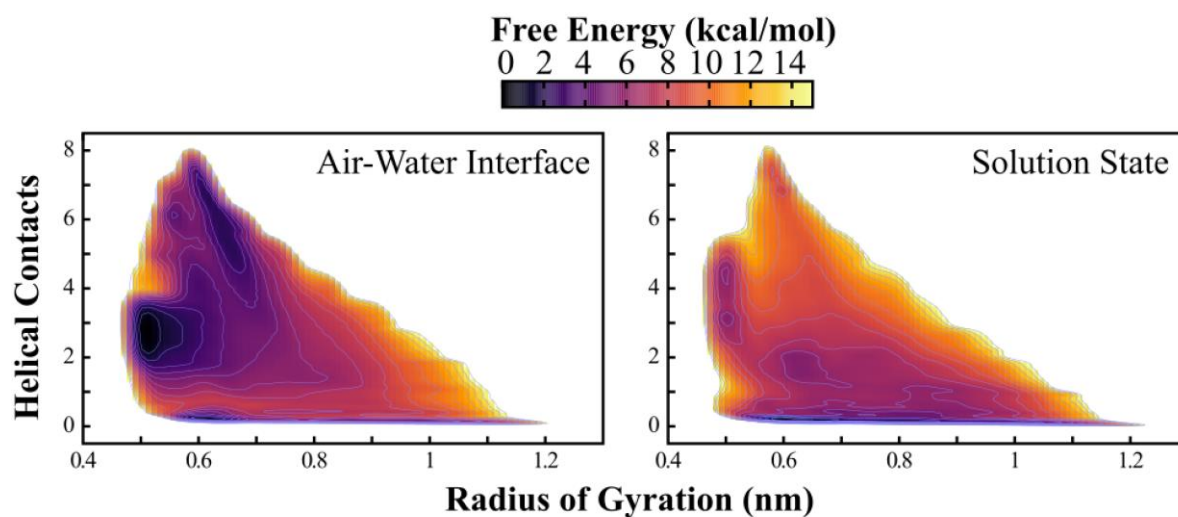 Free Energy (kcal/mol)
0 2 4 6 8 10 12 14
Air-Water Interface
Solution State
Helical Contacts
8
6
4
2
0
8
6
4
2
0
0.4 0.6 0.8 1 1.2
0.4 0.6 0.8 1 1.2
Radius of Gyration (nm)